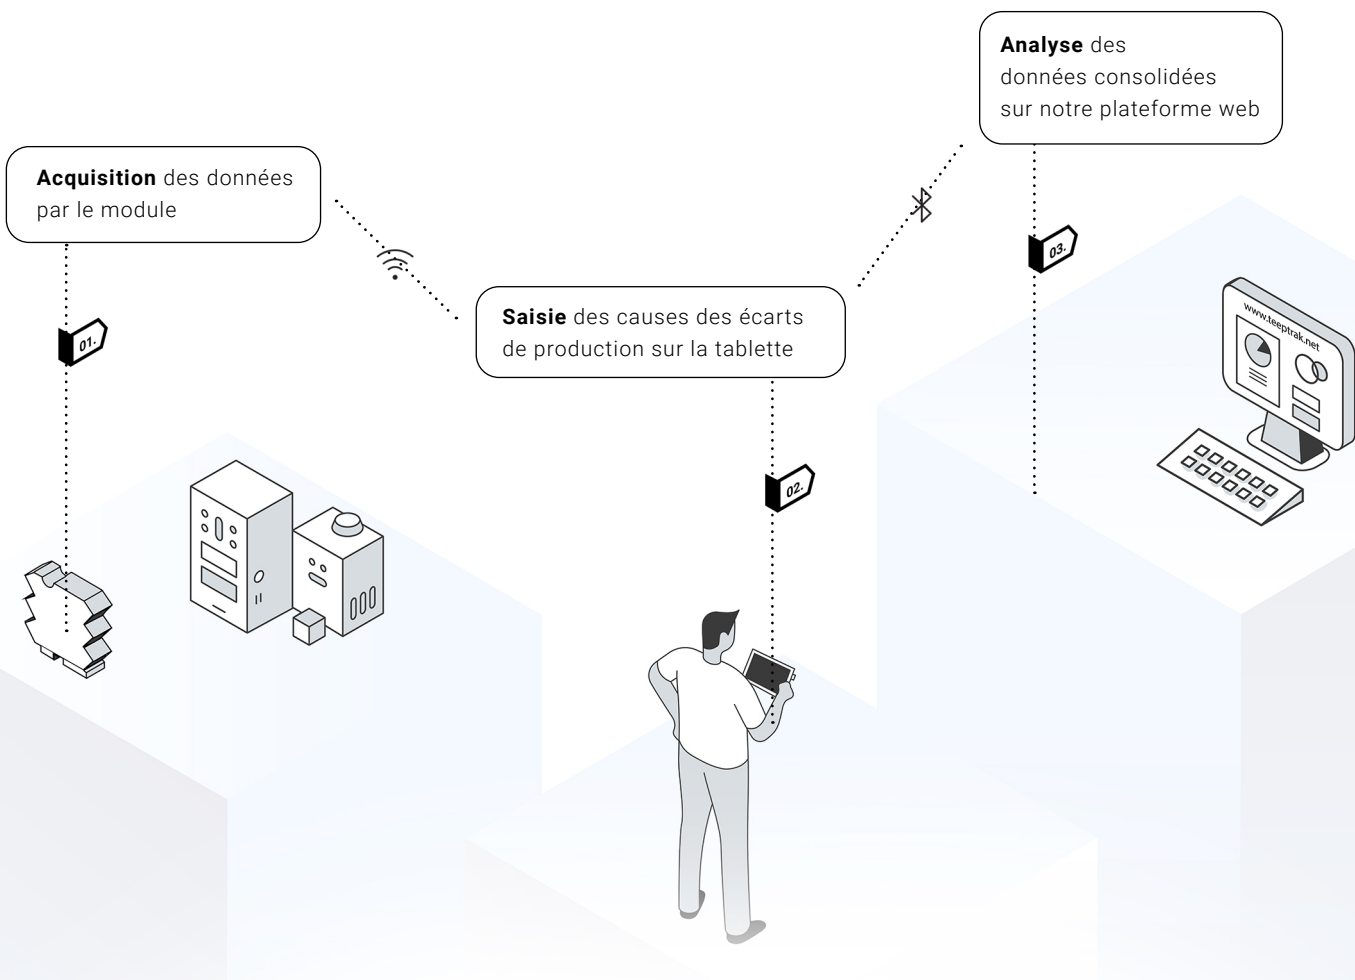 Acquisition des données
par le module
01.
Saisie des causes des écarts
de production sur la tablette
02.
Analyse des
données consolidées
sur notre plateforme web
03.
www.teeptrak.net